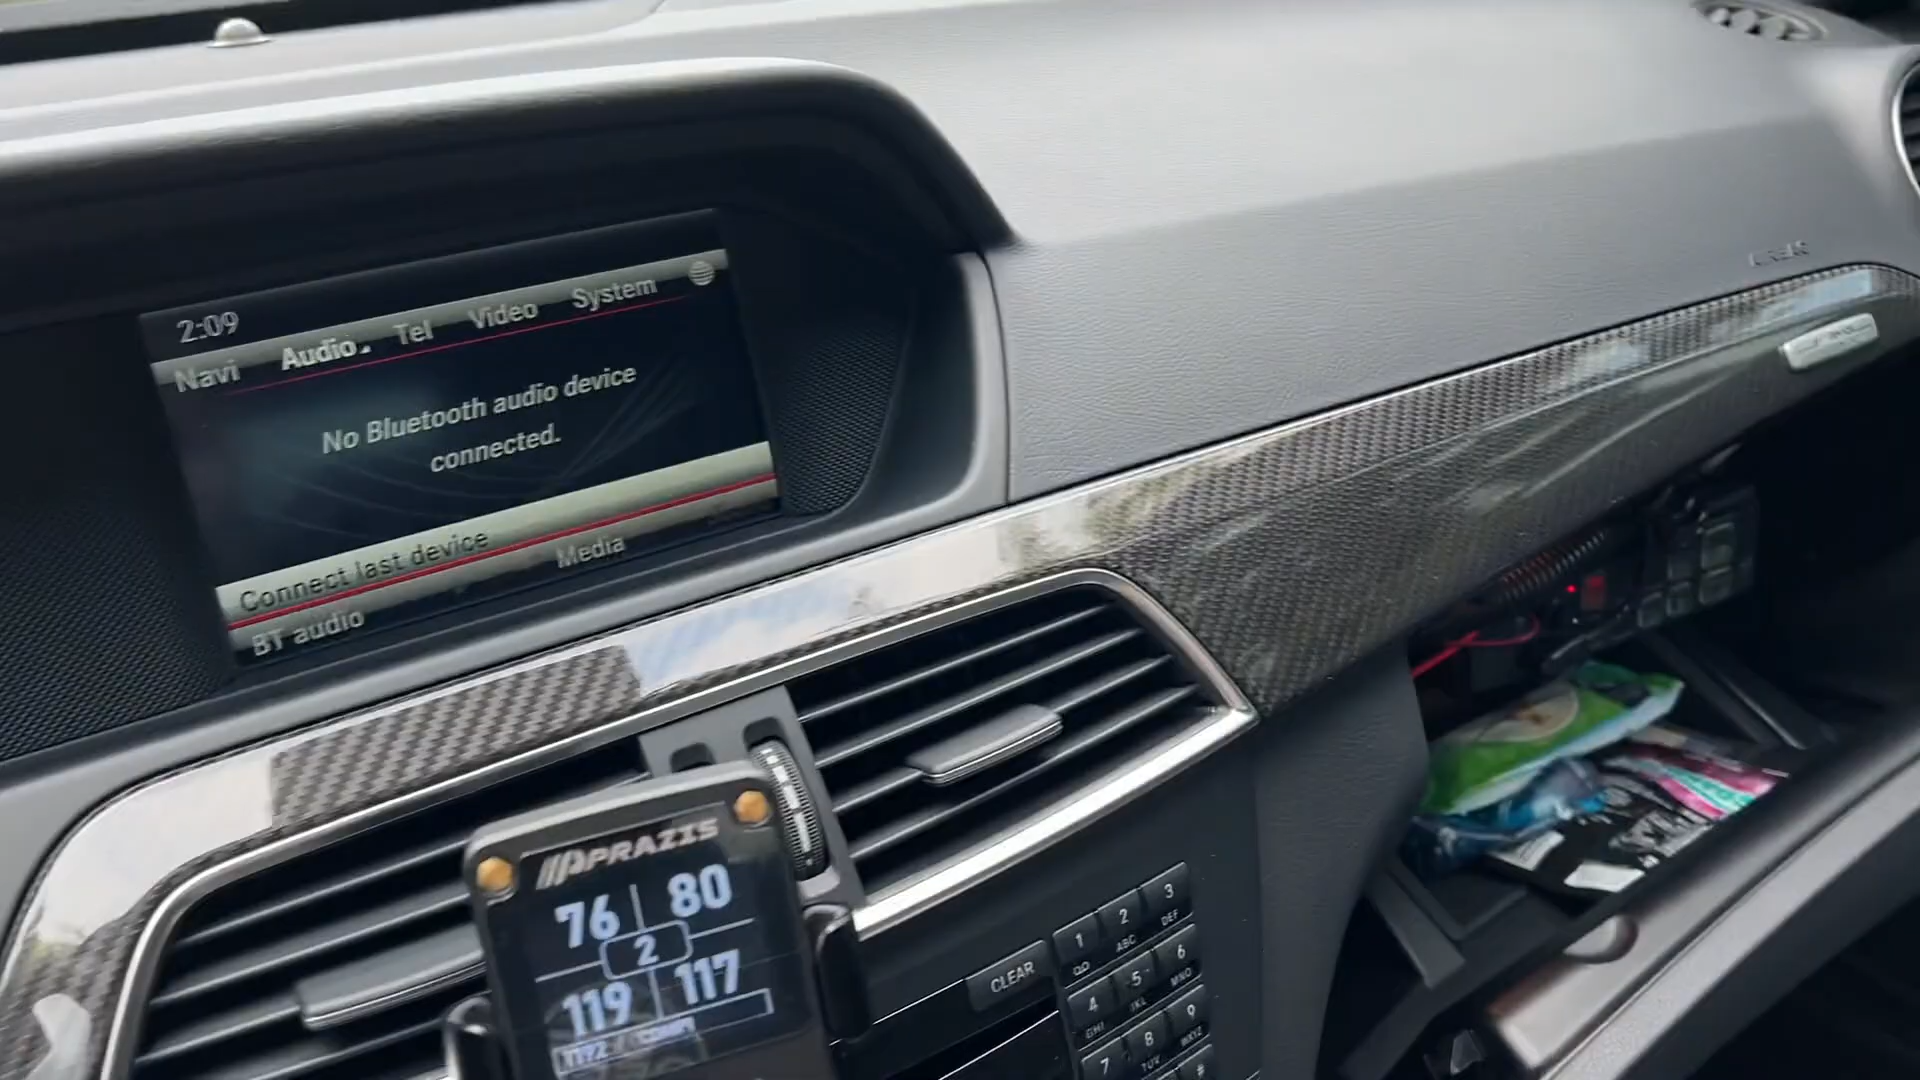 2:09
Navi Audio Tel Video System
No Bluetooth audio device
connected.
Connect last device
BT audio Media
PRAZIS
76 80
2
119 117
CLEAR
1 2 ABC 3 DEF
4 GHI 5 JKL 6 MNO
7 8 TUV 9 WXYZ
#